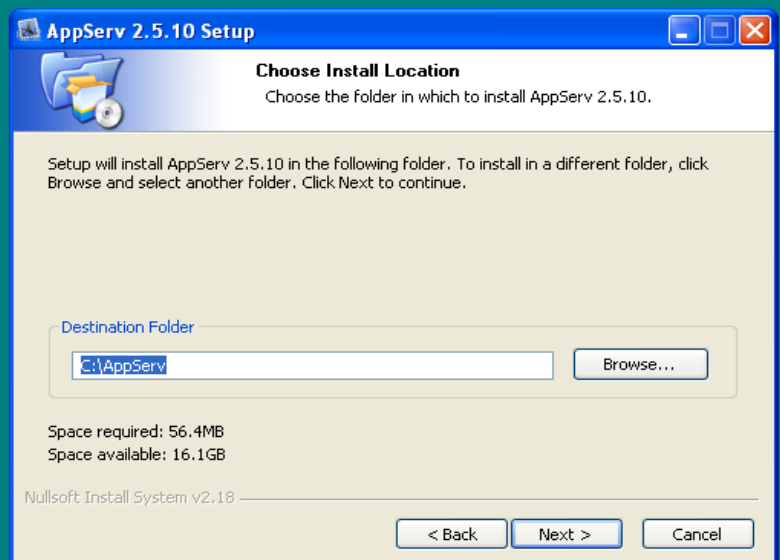 AppServ 2.5.10 Setup
Choose Install Location
Choose the folder in which to install AppServ 2.5.10.
Setup will install AppServ 2.5.10 in the following folder. To install in a different folder, click
Browse and select another folder. Click Next to continue.
Destination Folder
C:\AppServ
Browse...
Space required: 56.4MB
Space available: 16.1GB
Nullsoft Install System v2.18
< Back
Next >
Cancel